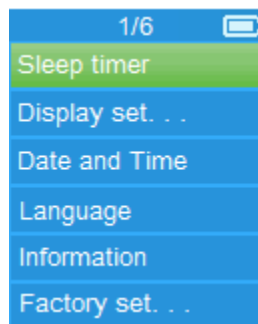 1/6
Sleep timer
Display set. . .
Date and Time
Language
Information
Factory set. . .